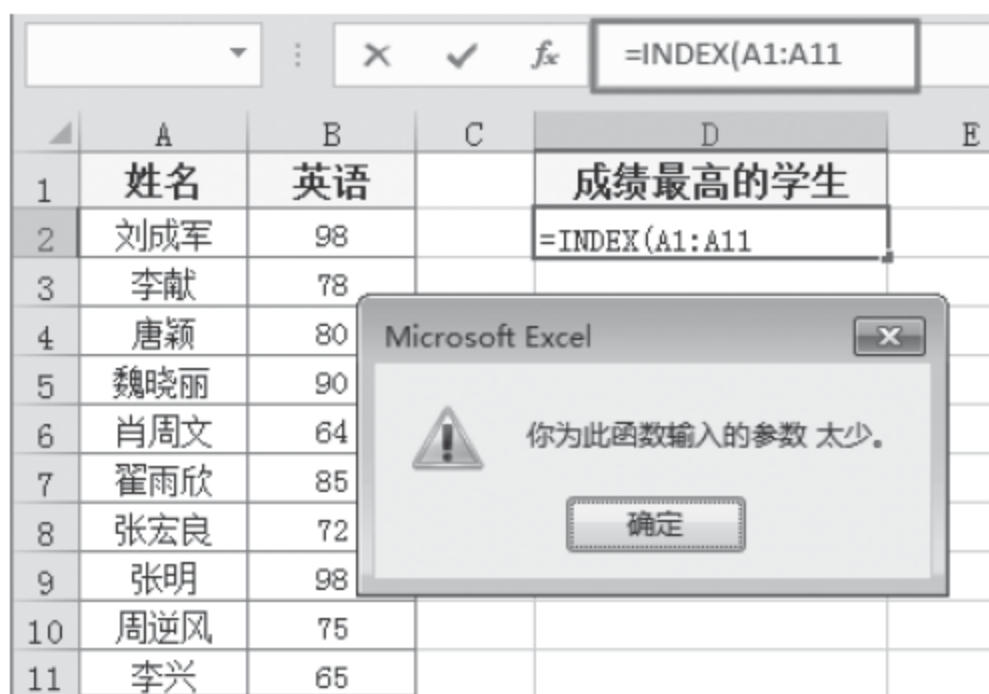 fx =INDEX(A1:A11
A B C D E
1 姓名 英语 成绩最高的学生
2 刘成军 98 =INDEX(A1:A11
3 李献 78
4 唐颖 80
5 魏晓丽 90
6 肖周文 64
7 翟雨欣 85
8 张宏良 72
9 张明 98
10 周逆风 75
11 李兴 65
Microsoft Excel
你为此函数输入的参数 太少。
确定